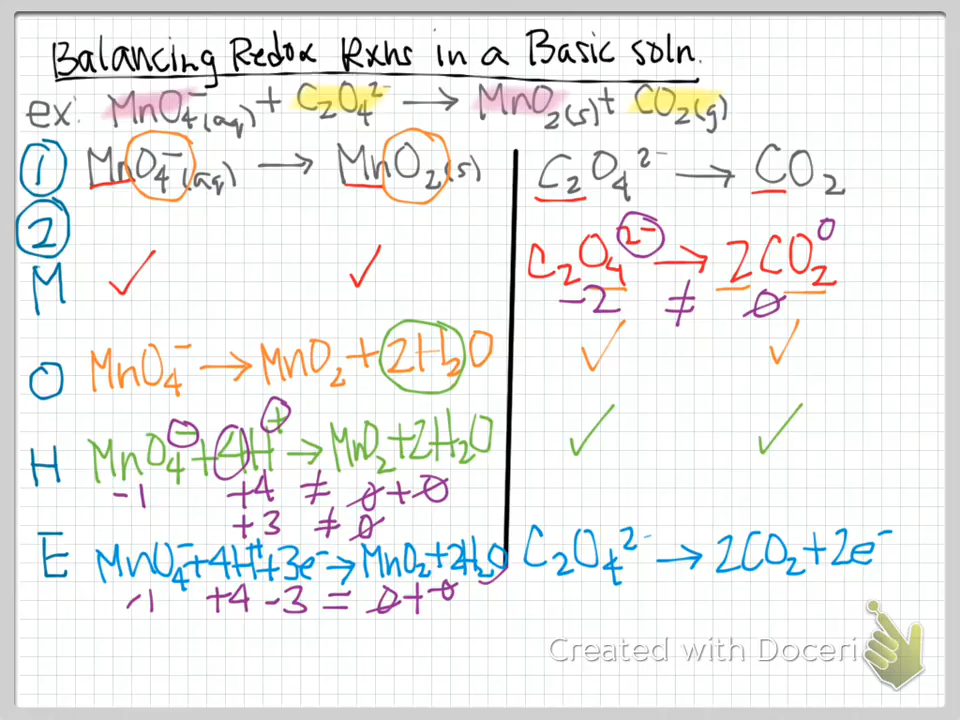 Balancing Redox Rxns in a Basic soln.
ex: MnO₄⁻(aq) + C₂O₄²⁻ → MnO₂(s) + CO₂(g)
① MnO₄⁻(aq) → MnO₂(s)
C₂O₄²⁻ → CO₂
②
M ✓ ✓
C₂O₄²⁻ → 2CO₂⁰
-2 ≠ 0
O MnO₄⁻ → MnO₂ + 2H₂O
✓ ✓
H MnO₄⁻ + 4H⁺ → MnO₂ + 2H₂O
-1 +4 ≠ 0 + 0
+3 ≠ 0
✓ ✓
E MnO₄⁻ + 4H⁺ + 3e⁻ → MnO₂ + 2H₂O
-1 +4 -3 = 0 + 0
C₂O₄²⁻ → 2CO₂ + 2e⁻
Created with Doceri